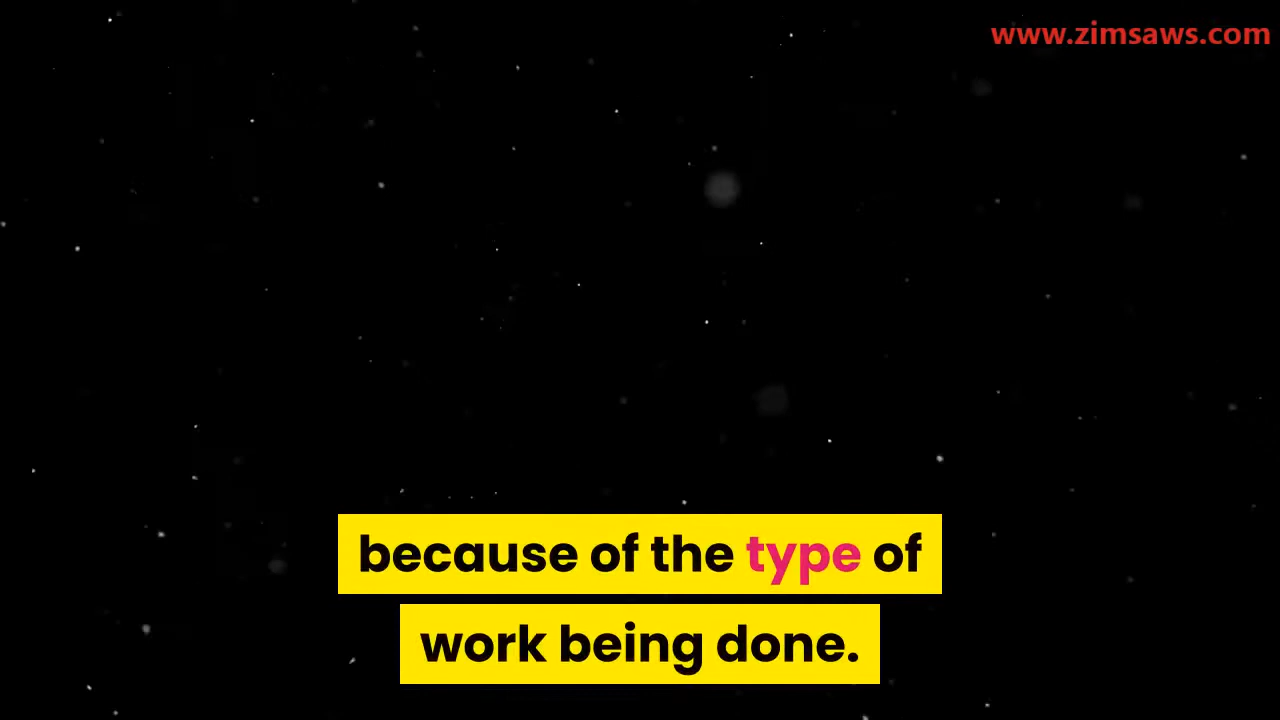 www.zimsaws.com
because of the type of
work being done.